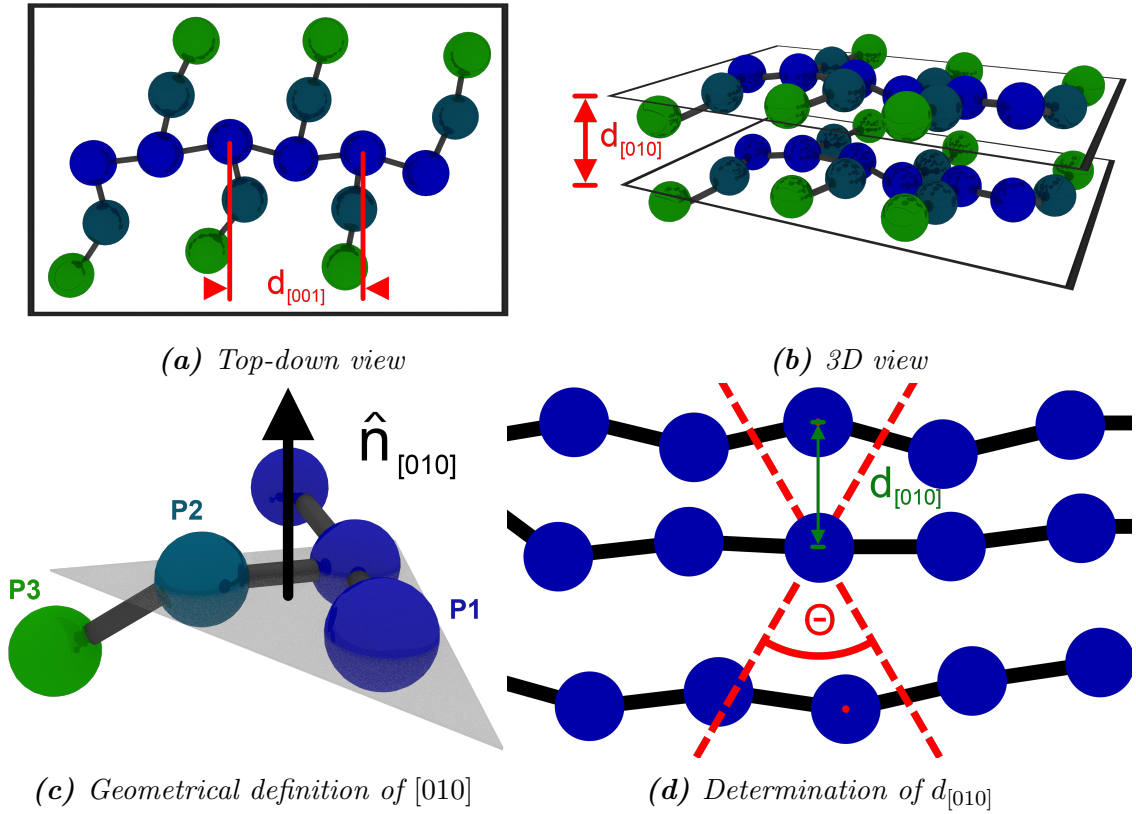 d[001]
d[010]
(a) Top-down view
(b) 3D view
n̂[010]
P2
P3
P1
d[010]
Θ
(c) Geometrical definition of [010]
(d) Determination of d[010]